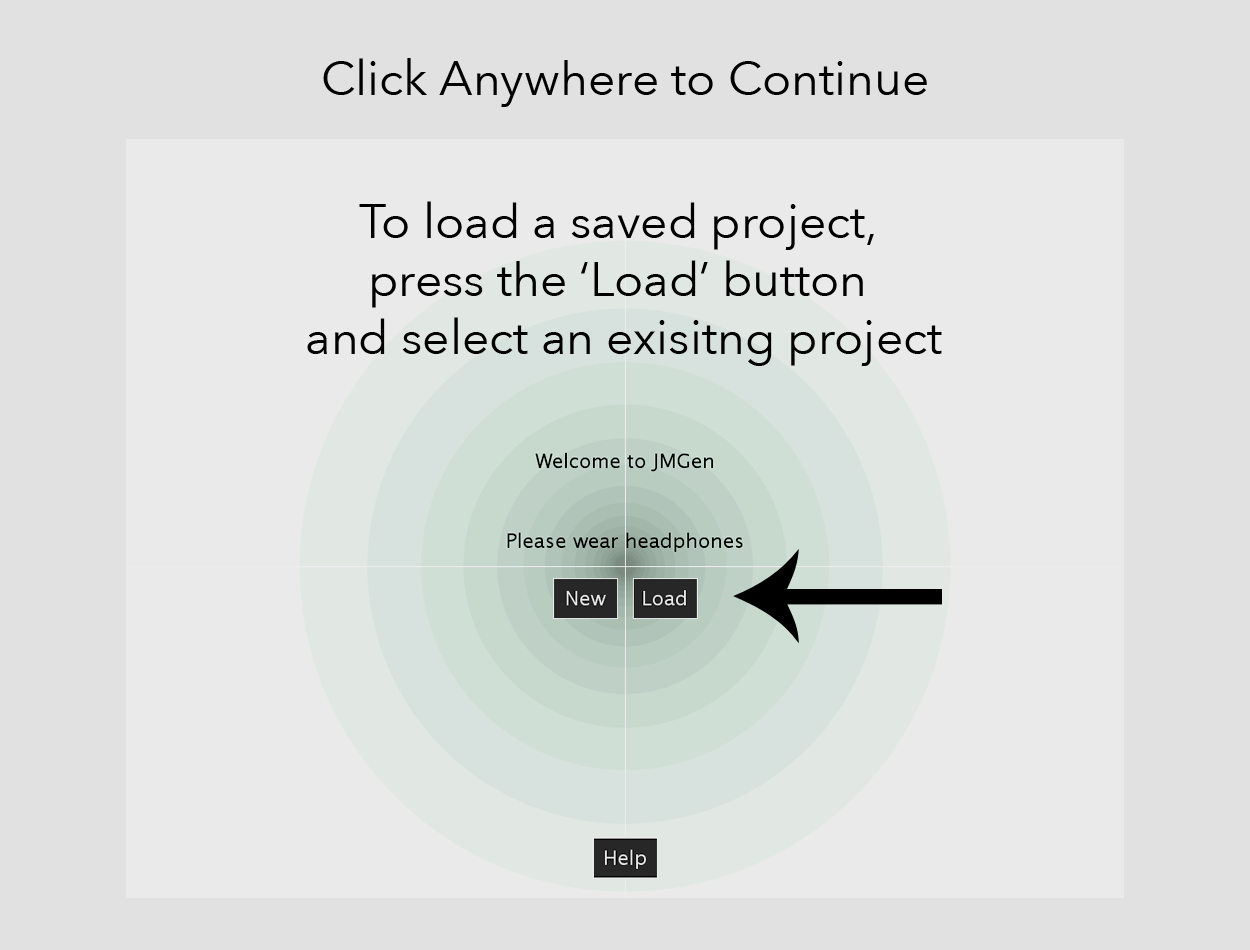 Click Anywhere to Continue
To load a saved project,
press the ‘Load’ button
and select an exisitng project
Welcome to JMGen
Please wear headphones
New
Load
Help